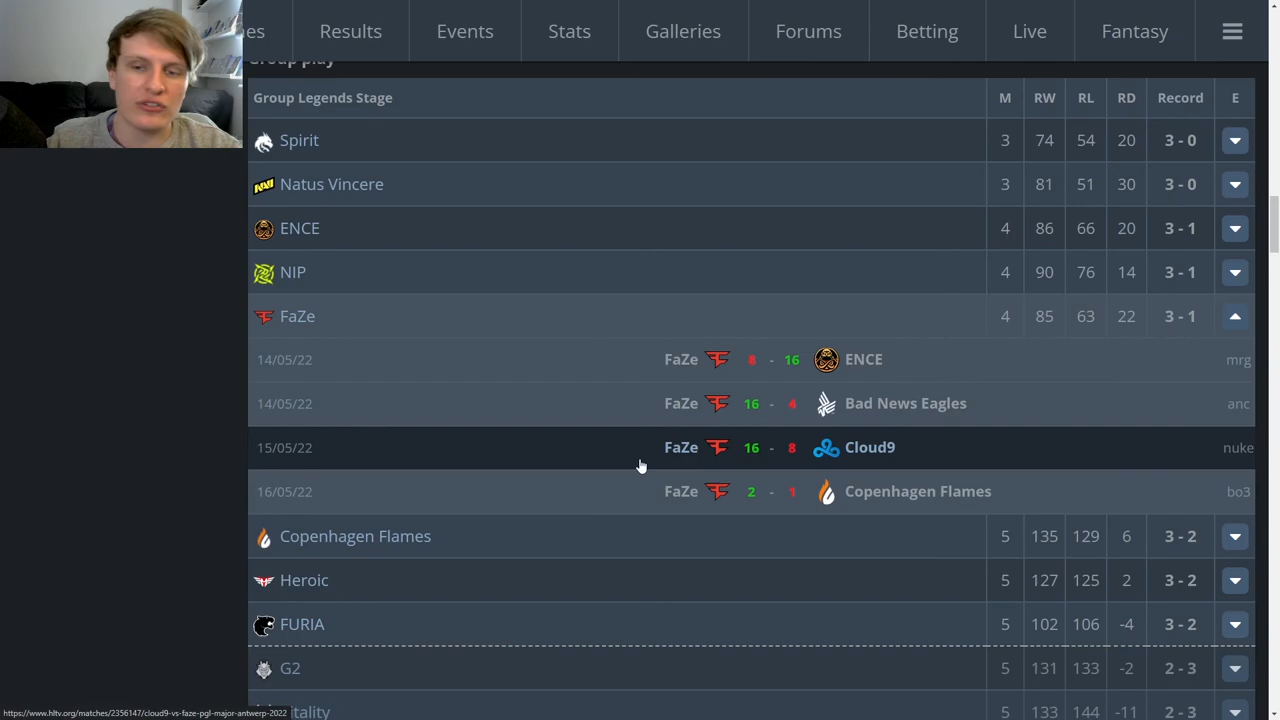 es Results Events Stats Galleries Forums Betting Live Fantasy
Group play
Group Legends Stage M RW RL RD Record E
Spirit 3 74 54 20 3 - 0
Natus Vincere 3 81 51 30 3 - 0
ENCE 4 86 66 20 3 - 1
NIP 4 90 76 14 3 - 1
FaZe 4 85 63 22 3 - 1
14/05/22 FaZe 8 - 16 ENCE mrg
14/05/22 FaZe 16 - 4 Bad News Eagles anc
15/05/22 FaZe 16 - 8 Cloud9 nuke
16/05/22 FaZe 2 - 1 Copenhagen Flames bo3
Copenhagen Flames 5 135 129 6 3 - 2
Heroic 5 127 125 2 3 - 2
FURIA 5 102 106 -4 3 - 2
G2 5 131 133 -2 2 - 3
tality 5 133 144 -11 2 - 3
https://www.hltv.org/matches/2356147/cloud9-vs-faze-pgl-major-antwerp-2022